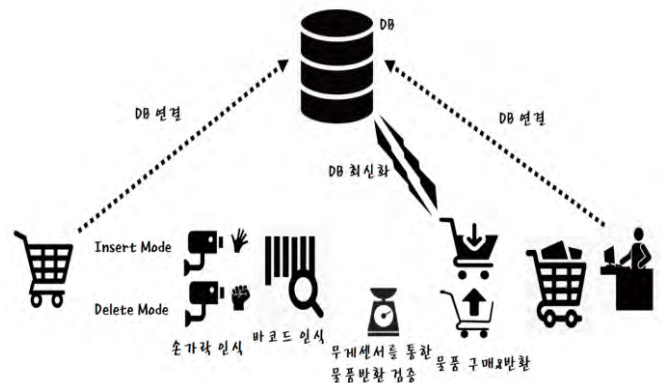 DB
DB 연결
DB 연결
DB 최신화
Insert Mode
Delete Mode
손가락 인식
바코드 인식
무게센서를 통한
물품반환 검증
물품 구매&반환